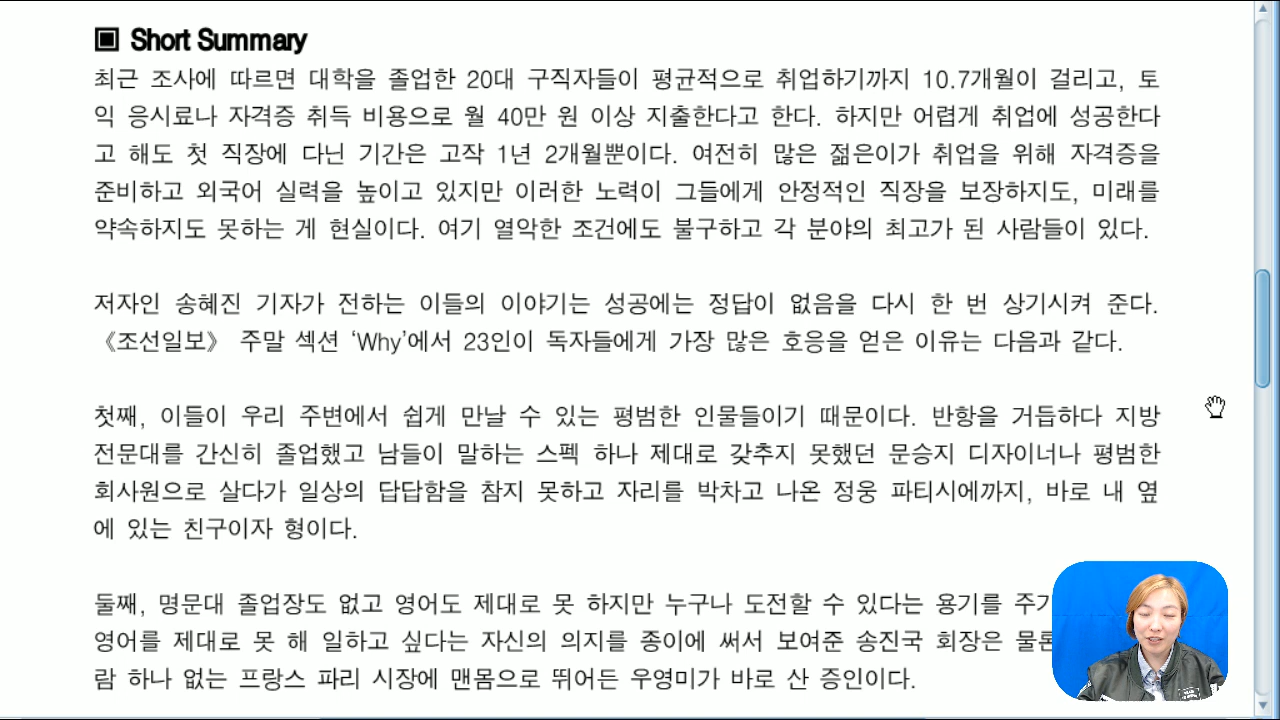 ▣ Short Summary
최근 조사에 따르면 대학을 졸업한 20대 구직자들이 평균적으로 취업하기까지 10.7개월이 걸리고, 토
익 응시료나 자격증 취득 비용으로 월 40만 원 이상 지출한다고 한다. 하지만 어렵게 취업에 성공한다
고 해도 첫 직장에 다닌 기간은 고작 1년 2개월뿐이다. 여전히 많은 젊은이가 취업을 위해 자격증을
준비하고 외국어 실력을 높이고 있지만 이러한 노력이 그들에게 안정적인 직장을 보장하지도, 미래를
약속하지도 못하는 게 현실이다. 여기 열악한 조건에도 불구하고 각 분야의 최고가 된 사람들이 있다.
저자인 송혜진 기자가 전하는 이들의 이야기는 성공에는 정답이 없음을 다시 한 번 상기시켜 준다.
《조선일보》 주말 섹션 ‘Why’에서 23인이 독자들에게 가장 많은 호응을 얻은 이유는 다음과 같다.
첫째, 이들이 우리 주변에서 쉽게 만날 수 있는 평범한 인물들이기 때문이다. 반항을 거듭하다 지방
전문대를 간신히 졸업했고 남들이 말하는 스펙 하나 제대로 갖추지 못했던 문승지 디자이너나 평범한
회사원으로 살다가 일상의 답답함을 참지 못하고 자리를 박차고 나온 정웅 파티시에까지, 바로 내 옆
에 있는 친구이자 형이다.
둘째, 명문대 졸업장도 없고 영어도 제대로 못 하지만 누구나 도전할 수 있다는 용기를 주기
영어를 제대로 못 해 일하고 싶다는 자신의 의지를 종이에 써서 보여준 송진국 회장은 물론
람 하나 없는 프랑스 파리 시장에 맨몸으로 뛰어든 우영미가 바로 산 증인이다.